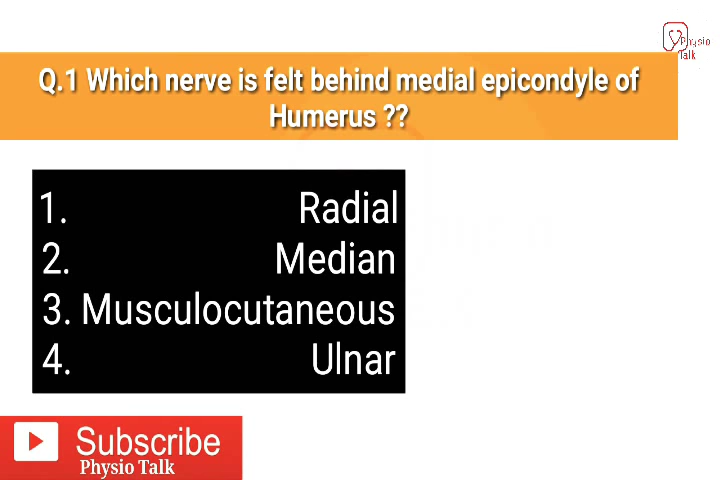 Physio
Talk
Q.1 Which nerve is felt behind medial epicondyle of
Humerus ??
1. Radial
2. Median
3. Musculocutaneous
4. Ulnar
Subscribe
Physio Talk